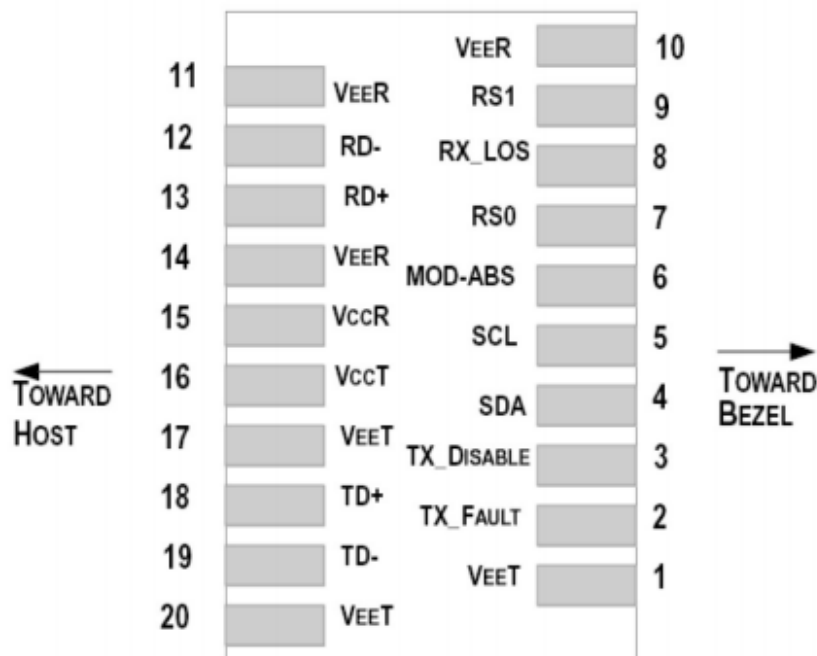 11
VEER
12
RD-
13
RD+
14
VEER
15
VCCR
16
VCCT
17
VEET
18
TD+
19
TD-
20
VEET
VEER
10
RS1
9
RX_LOS
8
RS0
7
MOD-ABS
6
SCL
5
SDA
4
TX_DISABLE
3
TX_FAULT
2
VEET
1
TOWARD
HOST
TOWARD
BEZEL